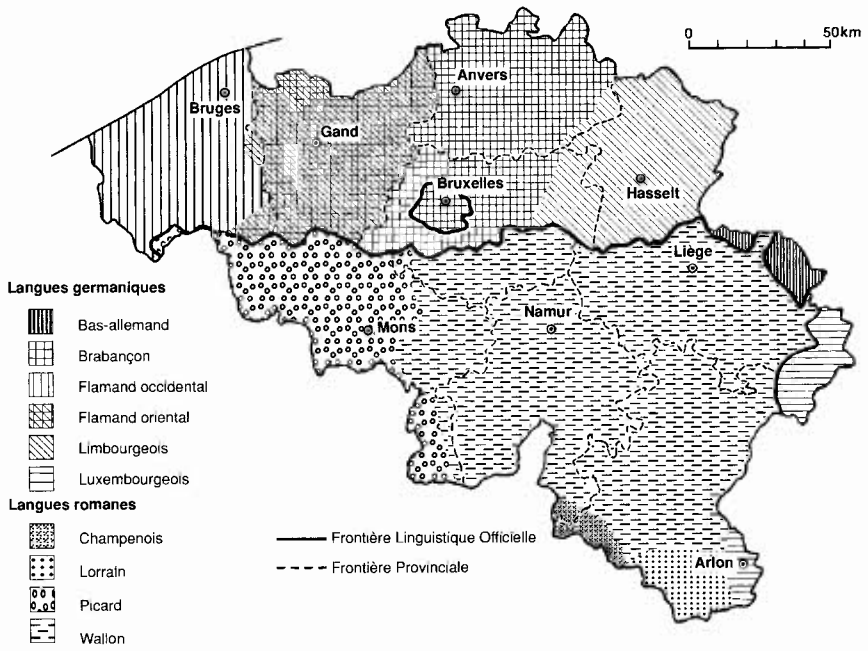 0 50km
Anvers
Bruges
Gand
Bruxelles
Hasselt
Liège
Langues germaniques
Namur
Mons
Bas-allemand
Brabançon
Flamand occidental
Flamand oriental
Limbourgeois
Luxembourgeois
Langues romanes
Champenois
Frontière Linguistique Officielle
Lorrain
Frontière Provinciale
Arlon
Picard
Wallon